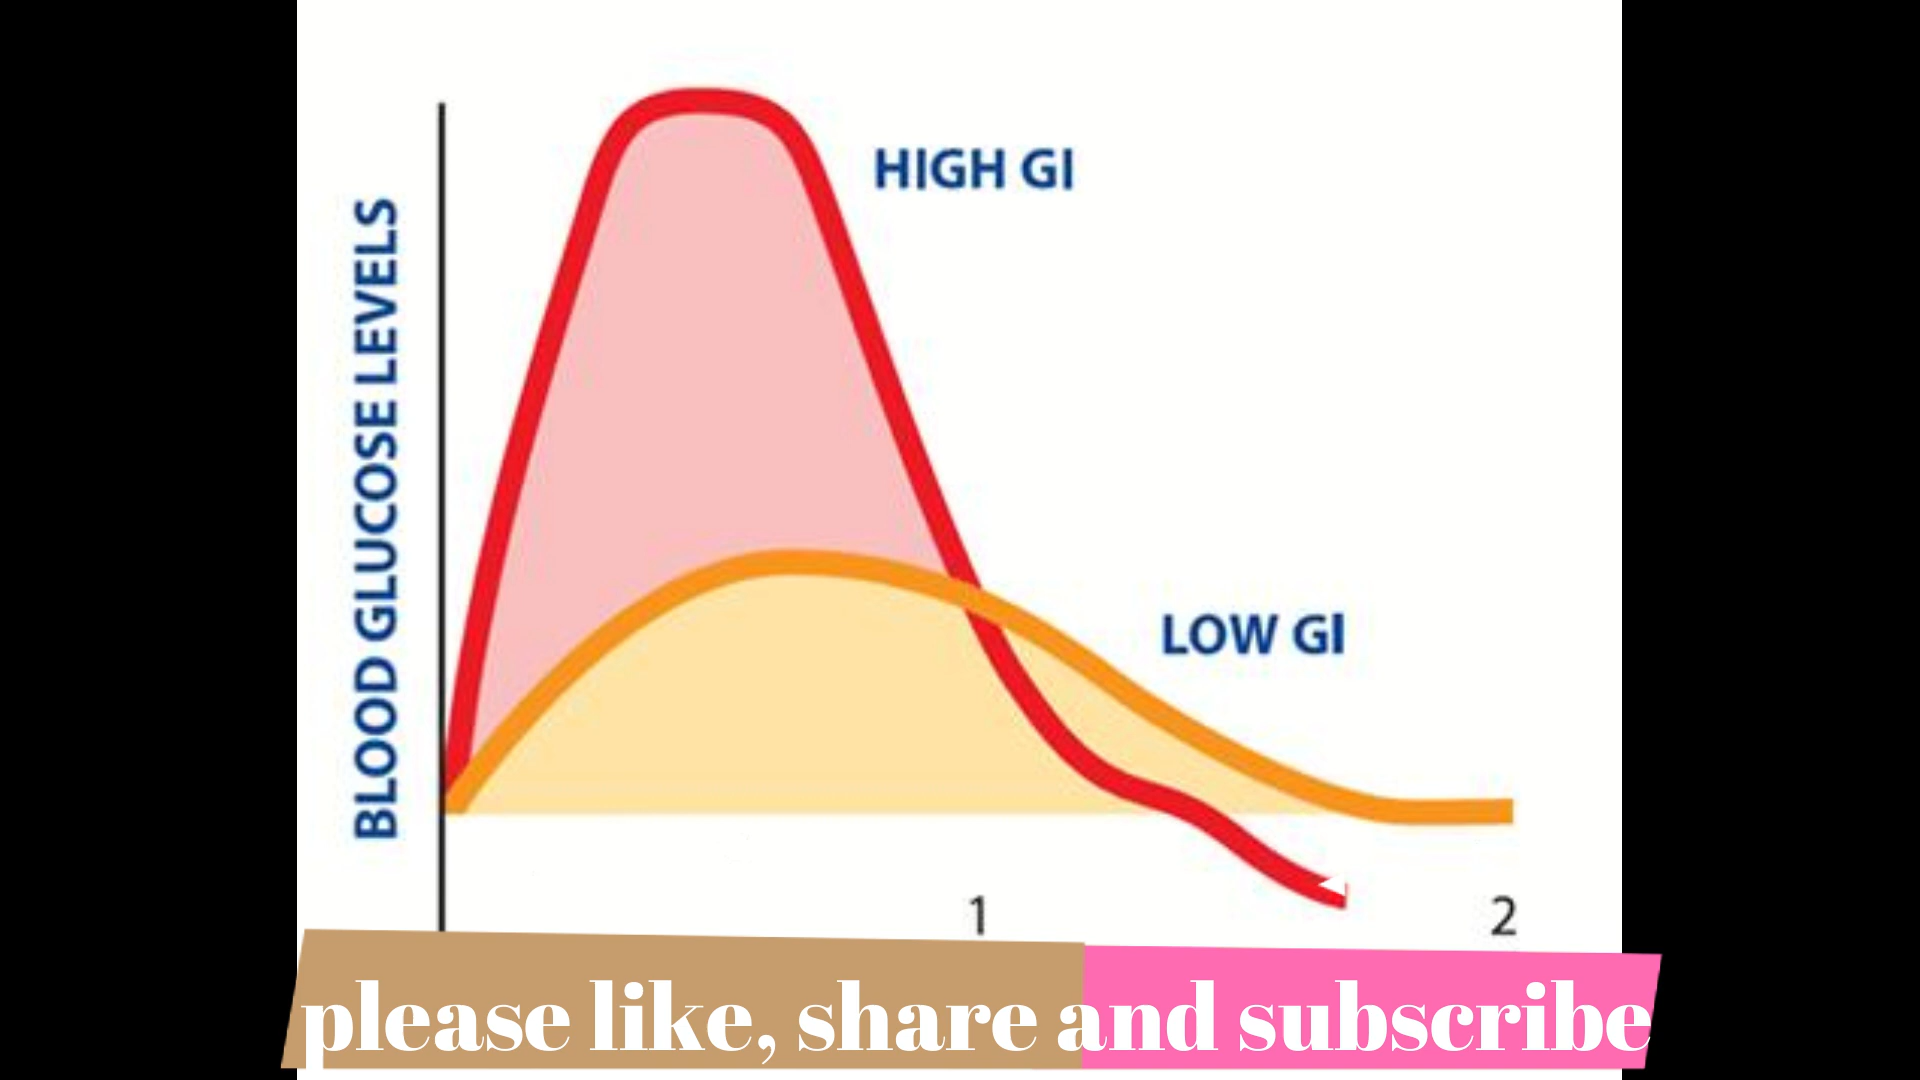 BLOOD GLUCOSE LEVELS
HIGH GI
LOW GI
1
2
please like, share and subscribe